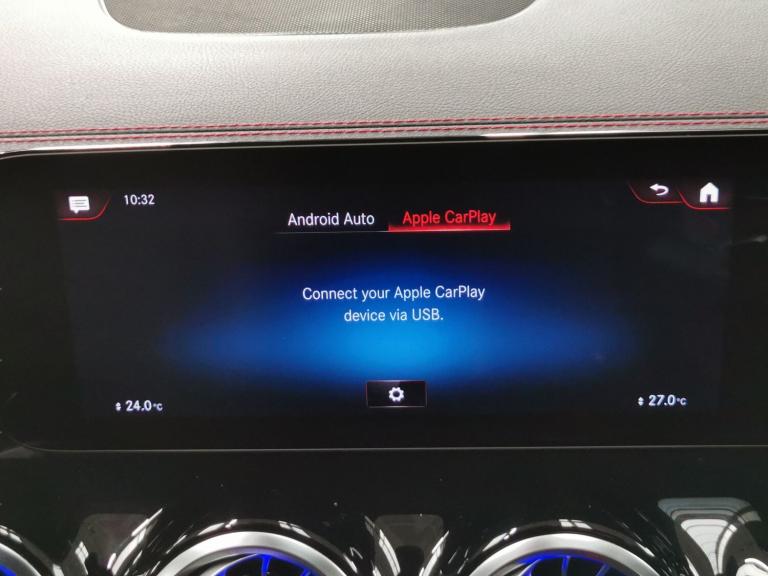 10:32
Android Auto
Apple CarPlay
Connect your Apple CarPlay
device via USB.
24.0°C
27.0°C